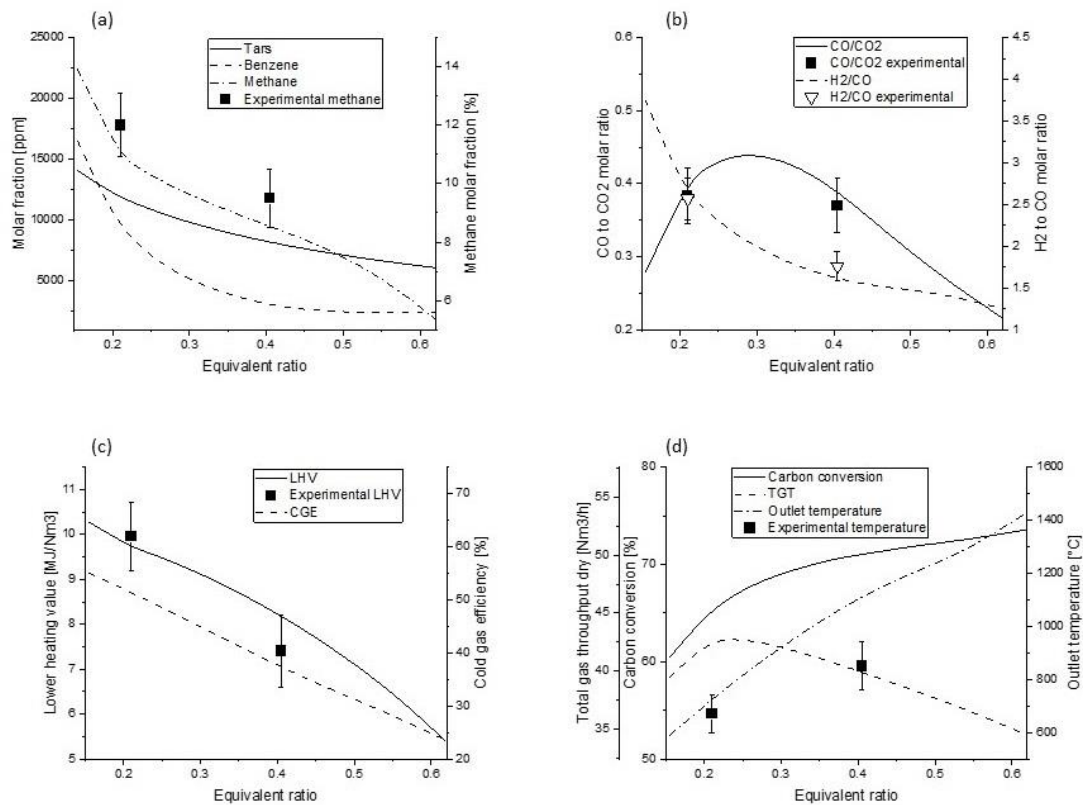 (a)
25000
20000
15000
10000
5000
Molar fraction [ppm]
Tars
Benzene
Methane
Experimental methane
14
12
10
8
6
Methane molar fraction [%]
0.2
0.3
0.4
0.5
0.6
Equivalent ratio
(b)
0.6
0.5
0.4
0.3
0.2
CO to CO2 molar ratio
CO/CO2
CO/CO2 experimental
H2/CO
H2/CO experimental
4.5
4
3.5
3
2.5
2
1.5
1
H2 to CO molar ratio
0.2
0.3
0.4
0.5
0.6
Equivalent ratio
(c)
11
10
9
8
7
6
5
Lower heating value [MJ/Nm3]
LHV
Experimental LHV
CGE
70
60
50
40
30
20
Cold gas efficiency [%]
0.2
0.3
0.4
0.5
0.6
Equivalent ratio
(d)
55
50
45
40
35
Total gas throughput dry [Nm3/h]
80
70
60
50
Carbon conversion [%]
Carbon conversion
TGT
Outlet temperature
Experimental temperature
1600
1400
1200
1000
800
600
Outlet temperature [°C]
0.2
0.3
0.4
0.5
0.6
Equivalent ratio